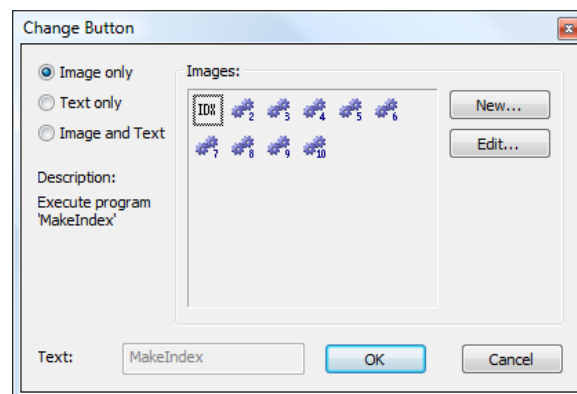 Change Button
Image only
Text only
Image and Text
Images:
IDX 2 3 4 5 6
7 8 9 10
New...
Edit...
Description:
Execute program
'MakeIndex'
Text:
MakeIndex
OK
Cancel